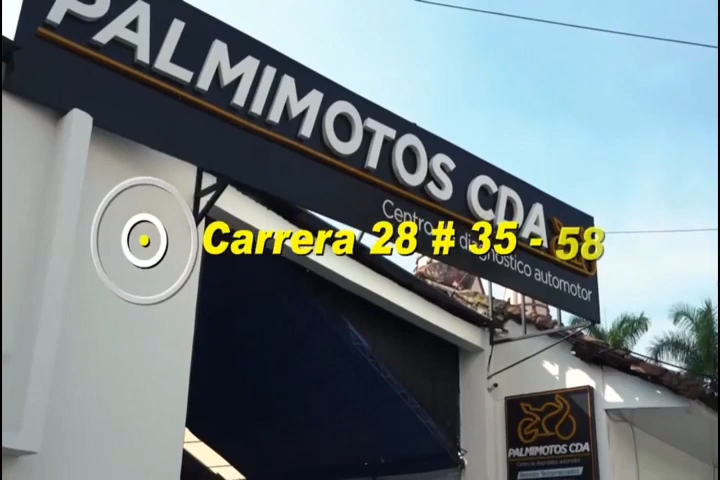 PALMIMOTOS CDA
Centro de diagnóstico automotor
Carrera 28 # 35 - 58
PALMIMOTOS CDA